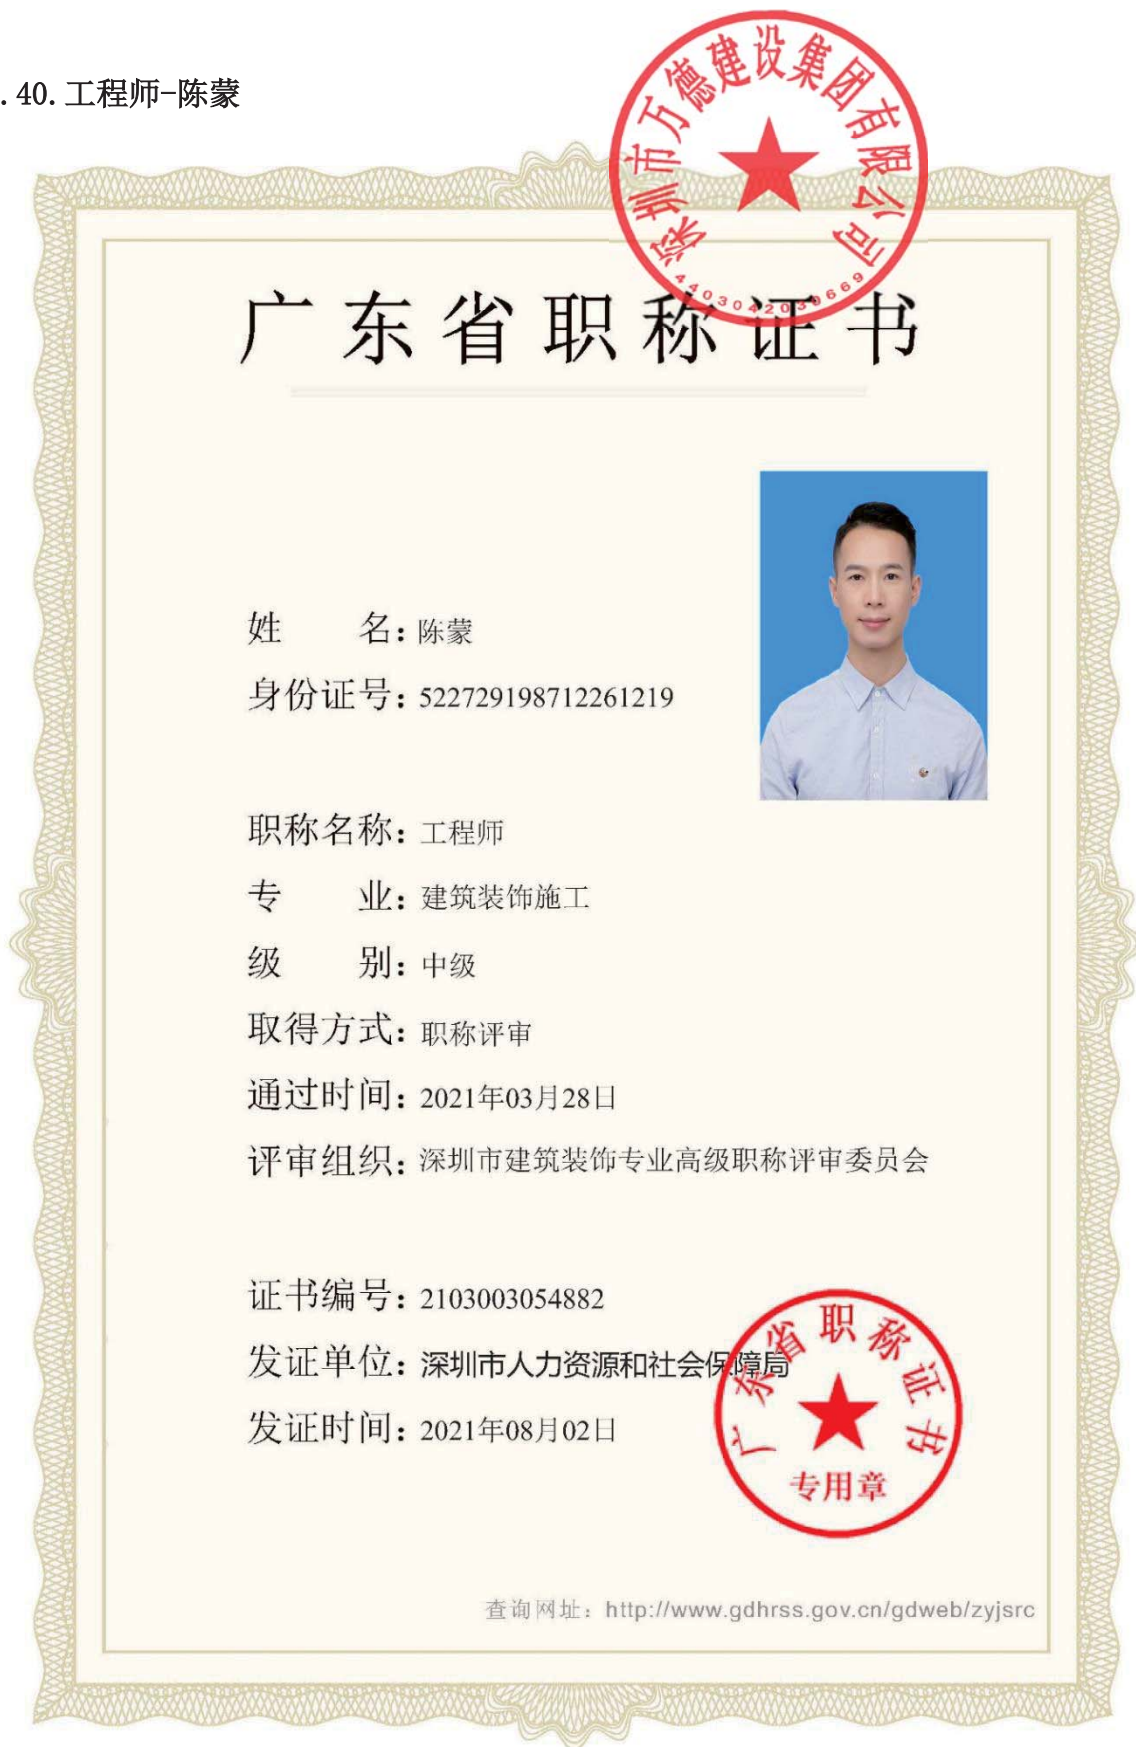 .40.工程师-陈蒙
深圳市万德建设集团有限公司
4403042039669
广东省职称证书
姓名：陈蒙
身份证号：522729198712261219
职称名称：工程师
专业：建筑装饰施工
级别：中级
取得方式：职称评审
通过时间：2021年03月28日
评审组织：深圳市建筑装饰专业高级职称评审委员会
证书编号：2103003054882
发证单位：深圳市人力资源和社会保障局
发证时间：2021年08月02日
广东省职称证书
专用章
查询网址：http://www.gdhrss.gov.cn/gdweb/zyjsrc